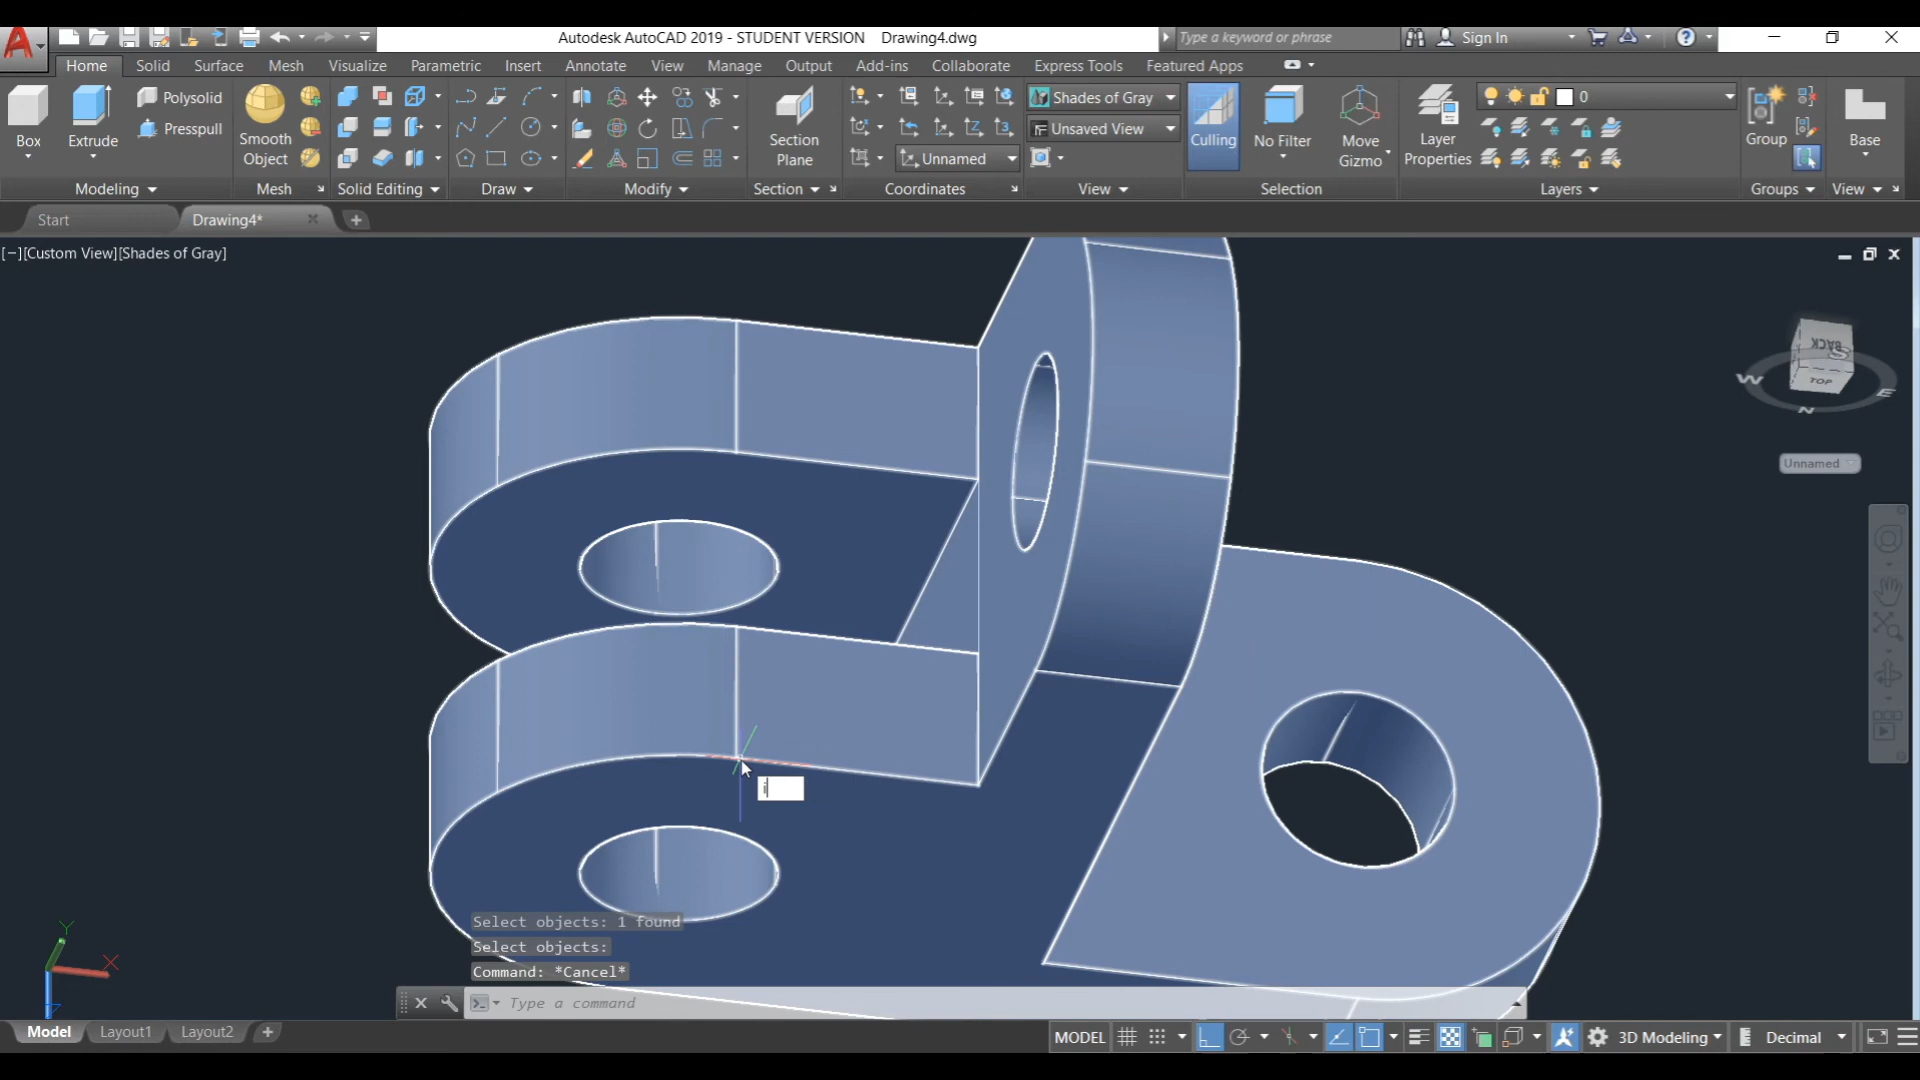 Autodesk AutoCAD 2019 - STUDENT VERSION    Drawing4.dwg
Type a keyword or phrase
Sign In
Home Solid Surface Mesh Visualize Parametric Insert Annotate View Manage Output Add-ins Collaborate Express Tools Featured Apps
Box
Extrude
Polysolid
Presspull
Smooth
Object
Section
Plane
Unnamed
Shades of Gray
Unsaved View
Culling
No Filter
Move
Gizmo
Layer
Properties
0
Group
Base
Modeling Mesh Solid Editing Draw Modify Section Coordinates View Selection Layers Groups View
Start Drawing4*
[−][Custom View][Shades of Gray]
BACK
S
W
TOP
E
N
Unnamed
i
Y
X
Select objects: 1 found
Select objects:
Command: *Cancel*
Type a command
Model Layout1 Layout2
MODEL
3D Modeling
Decimal